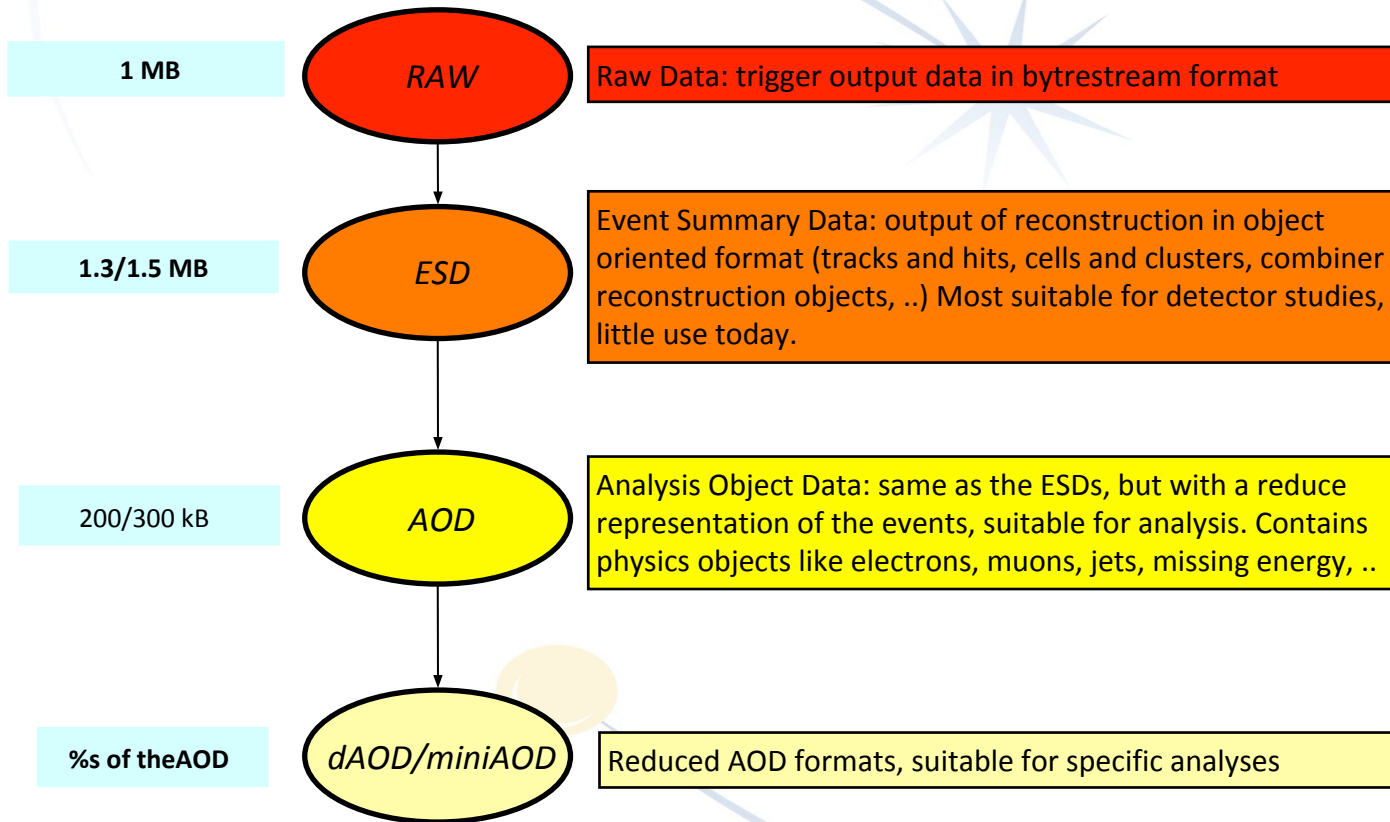 1 MB
RAW
Raw Data: trigger output data in bytrestream format
1.3/1.5 MB
ESD
Event Summary Data: output of reconstruction in object
oriented format (tracks and hits, cells and clusters, combiner
reconstruction objects, ..) Most suitable for detector studies,
little use today.
200/300 kB
AOD
Analysis Object Data: same as the ESDs, but with a reduce
representation of the events, suitable for analysis. Contains
physics objects like electrons, muons, jets, missing energy, ..
%s of theAOD
dAOD/miniAOD
Reduced AOD formats, suitable for specific analyses